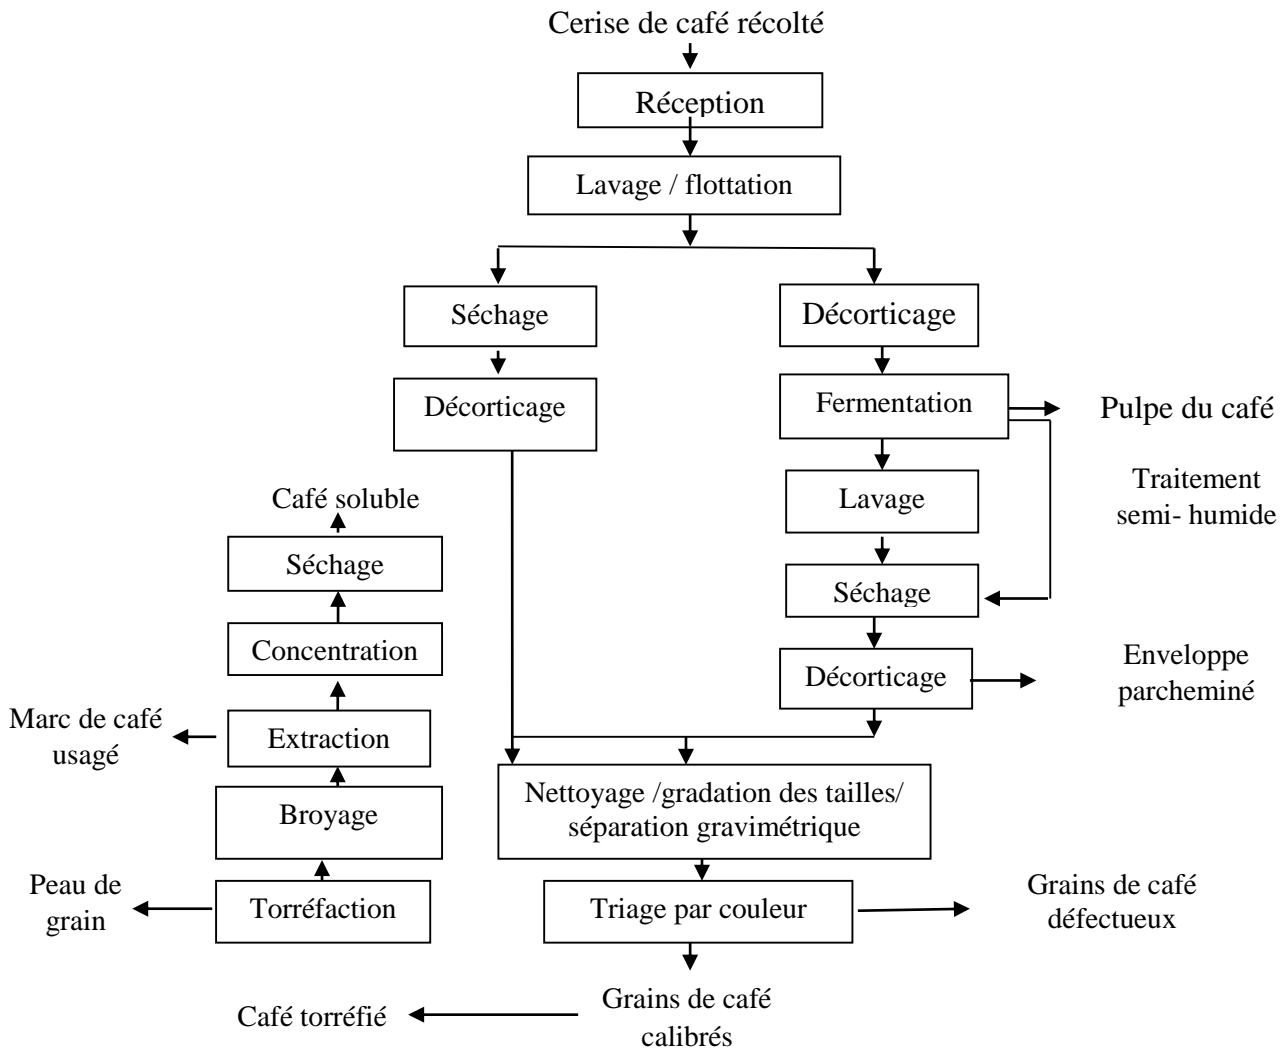 Cerise de café récolté
Réception
Lavage / flottation
Séchage
Décorticage
Décorticage
Fermentation
Pulpe du café
Lavage
Traitement
semi- humide
Séchage
Décorticage
Enveloppe
parcheminé
Café soluble
Séchage
Concentration
Extraction
Marc de café
usagé
Broyage
Torréfaction
Peau de
grain
Nettoyage /gradation des tailles/
séparation gravimétrique
Triage par couleur
Grains de café
défectueux
Grains de café
calibrés
Café torréfié